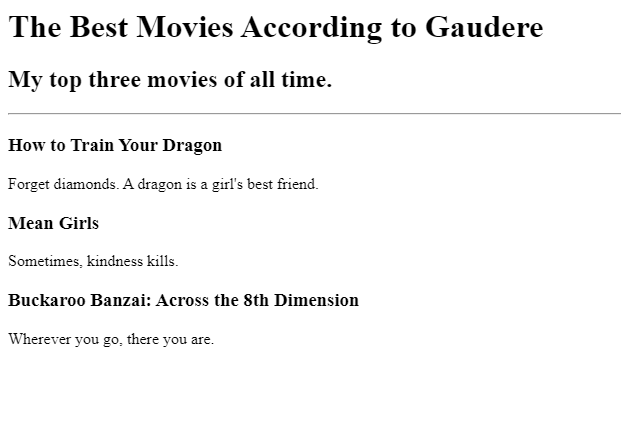 The Best Movies According to Gaudere
My top three movies of all time.
How to Train Your Dragon
Forget diamonds. A dragon is a girl's best friend.
Mean Girls
Sometimes, kindness kills.
Buckaroo Banzai: Across the 8th Dimension
Wherever you go, there you are.